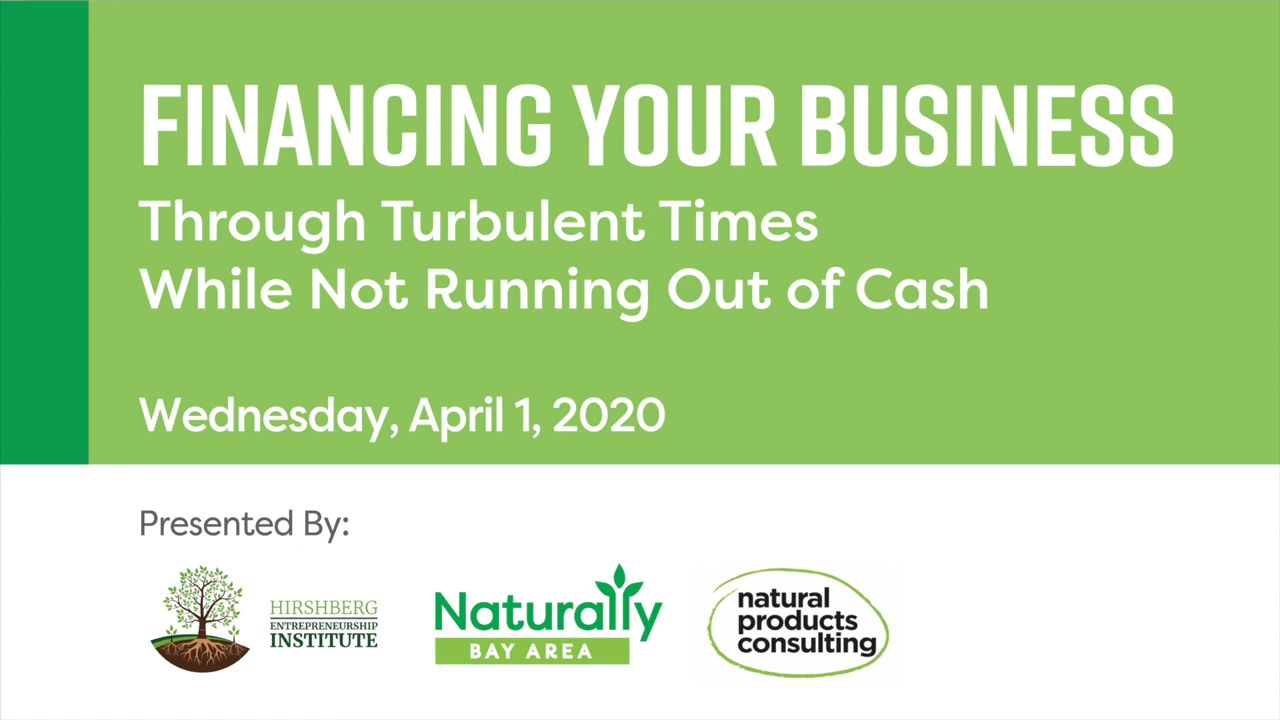 FINANCING YOUR BUSINESS
Through Turbulent Times
While Not Running Out of Cash
Wednesday, April 1, 2020
Presented By:
HIRSHBERG
ENTREPRENEURSHIP
INSTITUTE
Naturally
BAY AREA
natural
products
consulting